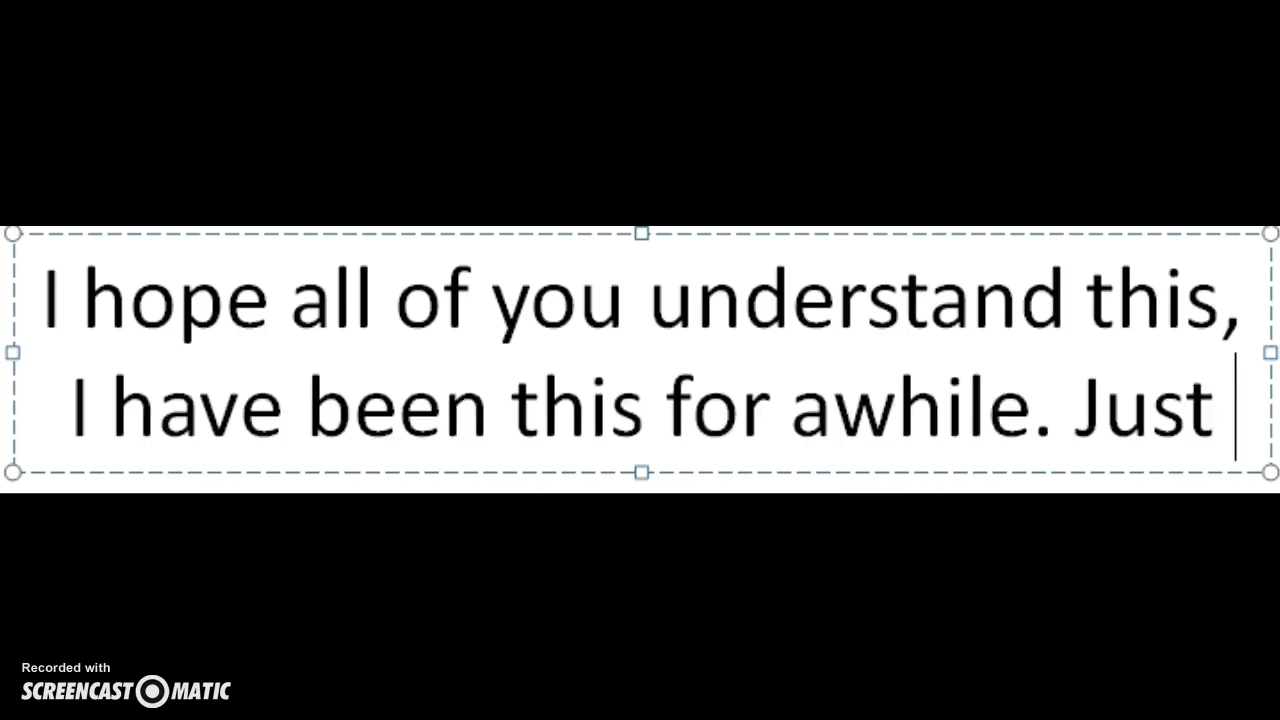 I hope all of you understand this,
I have been this for awhile. Just
Recorded with
SCREENCAST MATIC